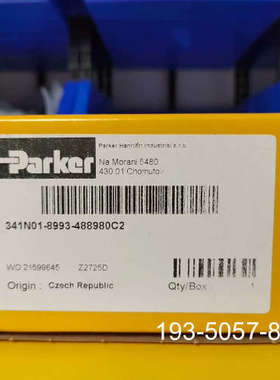 Parker
Parker Hannifin Industrial s.r.o.
Na Morani 5480
430 01 Chomutov
341N01-8993-488980C2
WO 21599645 Z2725D
Origin : Czech Republic
Qty/Box : 1
193-5057-8